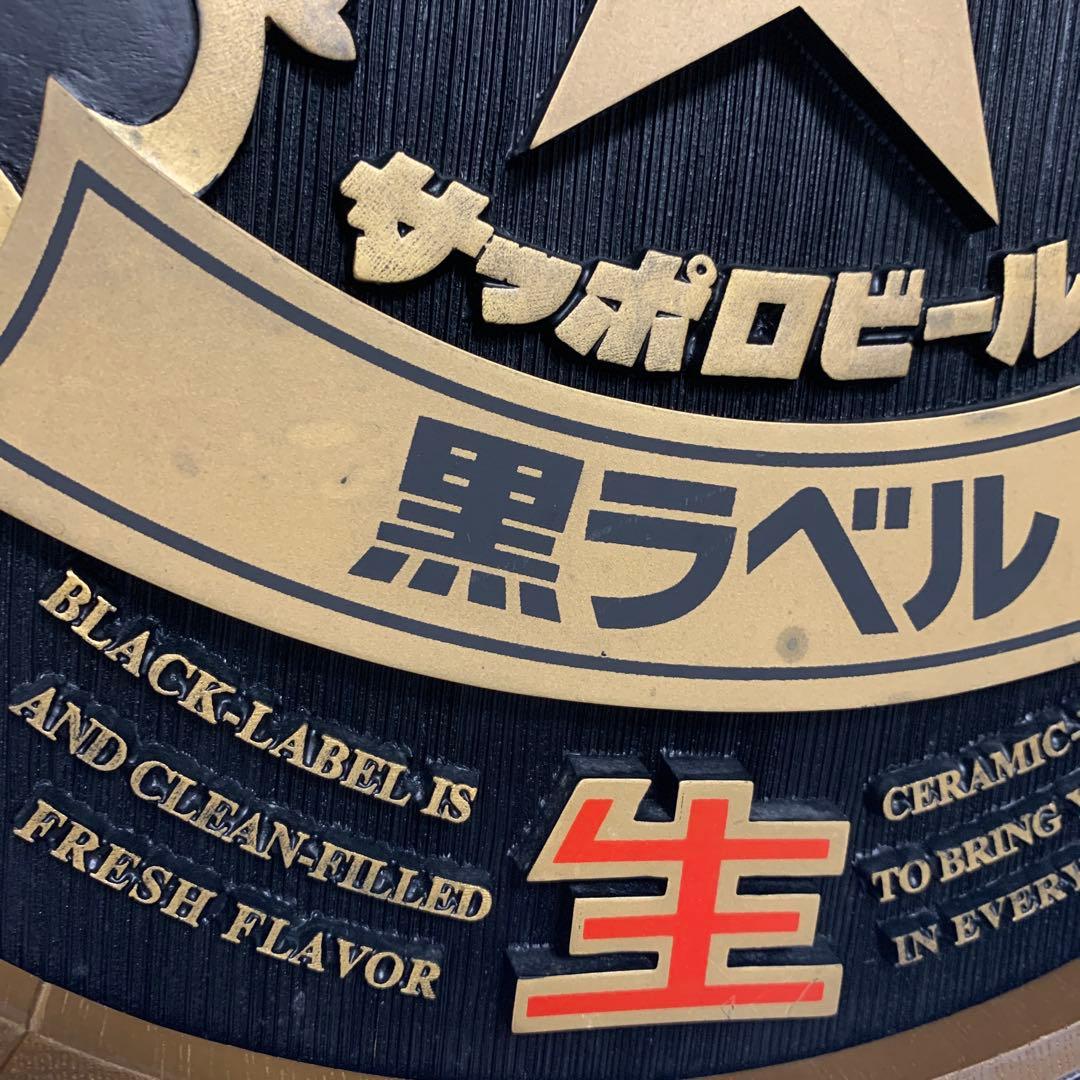 サッポロビール
黒ラベル
BLACK-LABEL IS
AND CLEAN-FILLED
FRESH FLAVOR
生
CERAMIC-
TO BRING
IN EVERY